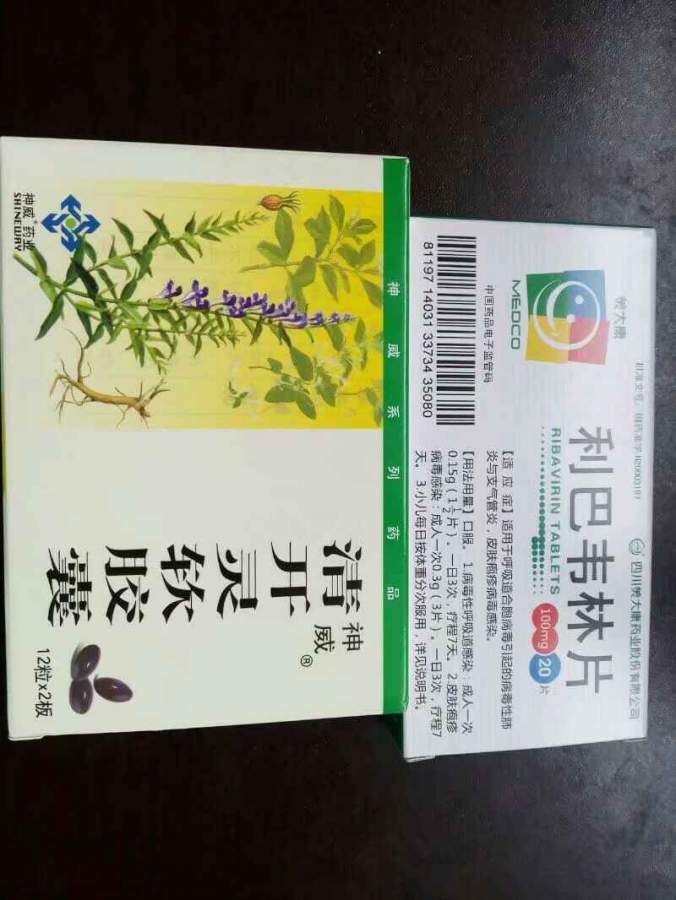 神威®药业
SHINEWAY
神威系列药品
神威®
清开灵软胶囊
12粒x2板
美大康
MEDCO
中国药品电子监管码
81197 14031 33734 35080
四川美大康药业股份有限公司
利巴韦林片
RIBAVIRIN TABLETS
100mg 20片
【适 应 症】适用于呼吸道合胞病毒引起的病毒性肺
炎与支气管炎，皮肤疱疹病毒感染。
【用法用量】口服。1.病毒性呼吸道感染：成人一次
0.15g（1½片）。一日3次，疗程7天。2.皮肤疱疹
病毒感染：成人一次0.3g（3片）。一日3次，疗程7
天。3.小儿每日按体重分次服用，详见说明书。